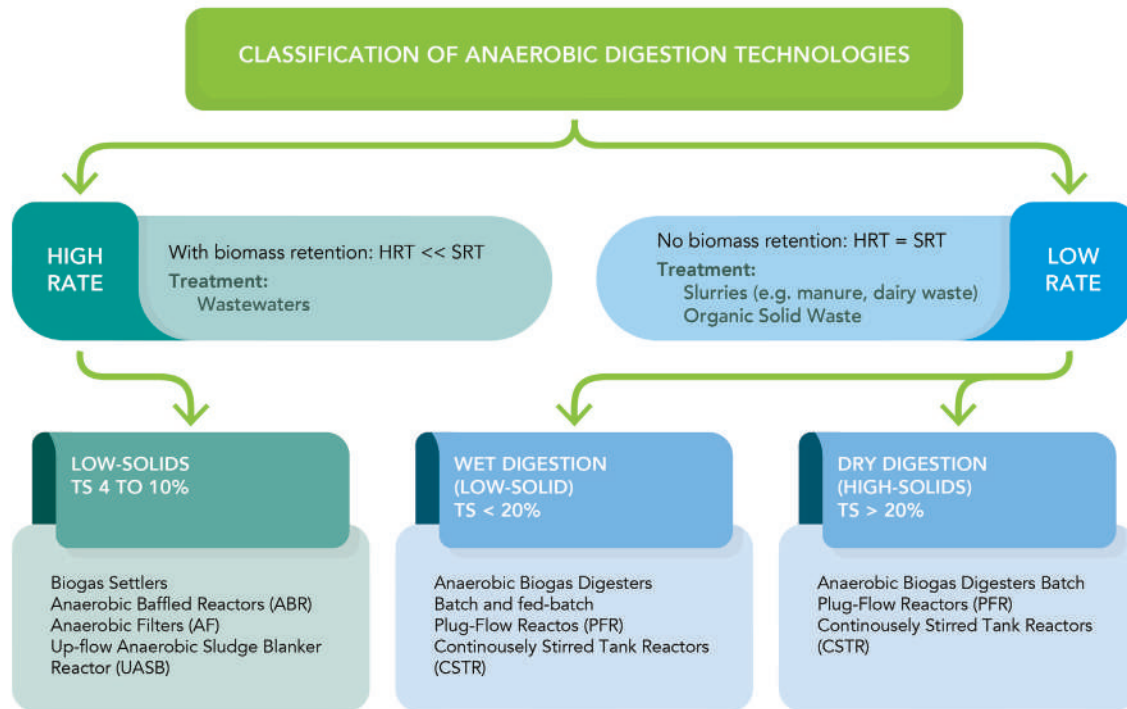 CLASSIFICATION OF ANAEROBIC DIGESTION TECHNOLOGIES
HIGH
RATE
With biomass retention: HRT << SRT
Treatment:
Wastewaters
No biomass retention: HRT = SRT
Treatment:
Slurries (e.g. manure, dairy waste)
Organic Solid Waste
LOW
RATE
LOW-SOLIDS
TS 4 TO 10%
Biogas Settlers
Anaerobic Baffled Reactors (ABR)
Anaerobic Filters (AF)
Up-flow Anaerobic Sludge Blanker
Reactor (UASB)
WET DIGESTION
(LOW-SOLID)
TS < 20%
Anaerobic Biogas Digesters
Batch and fed-batch
Plug-Flow Reactos (PFR)
Continousely Stirred Tank Reactors
(CSTR)
DRY DIGESTION
(HIGH-SOLIDS)
TS > 20%
Anaerobic Biogas Digesters Batch
Plug-Flow Reactors (PFR)
Continousely Stirred Tank Reactors
(CSTR)